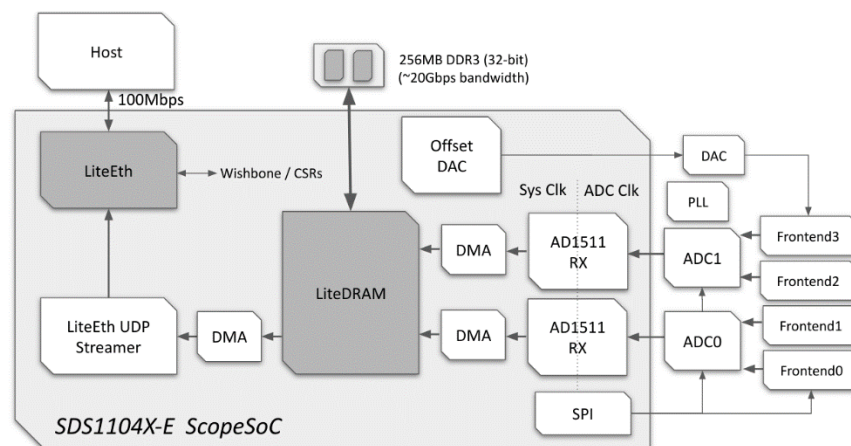 Host
256MB DDR3 (32-bit)
(~20Gbps bandwidth)
100Mbps
LiteEth
Wishbone / CSRs
Offset
DAC
DAC
Sys Clk
ADC Clk
PLL
LiteDRAM
DMA
AD1511
RX
ADC1
Frontend3
Frontend2
LiteEth UDP
Streamer
DMA
DMA
AD1511
RX
ADC0
Frontend1
Frontend0
SPI
SDS1104X-E ScopeSoC